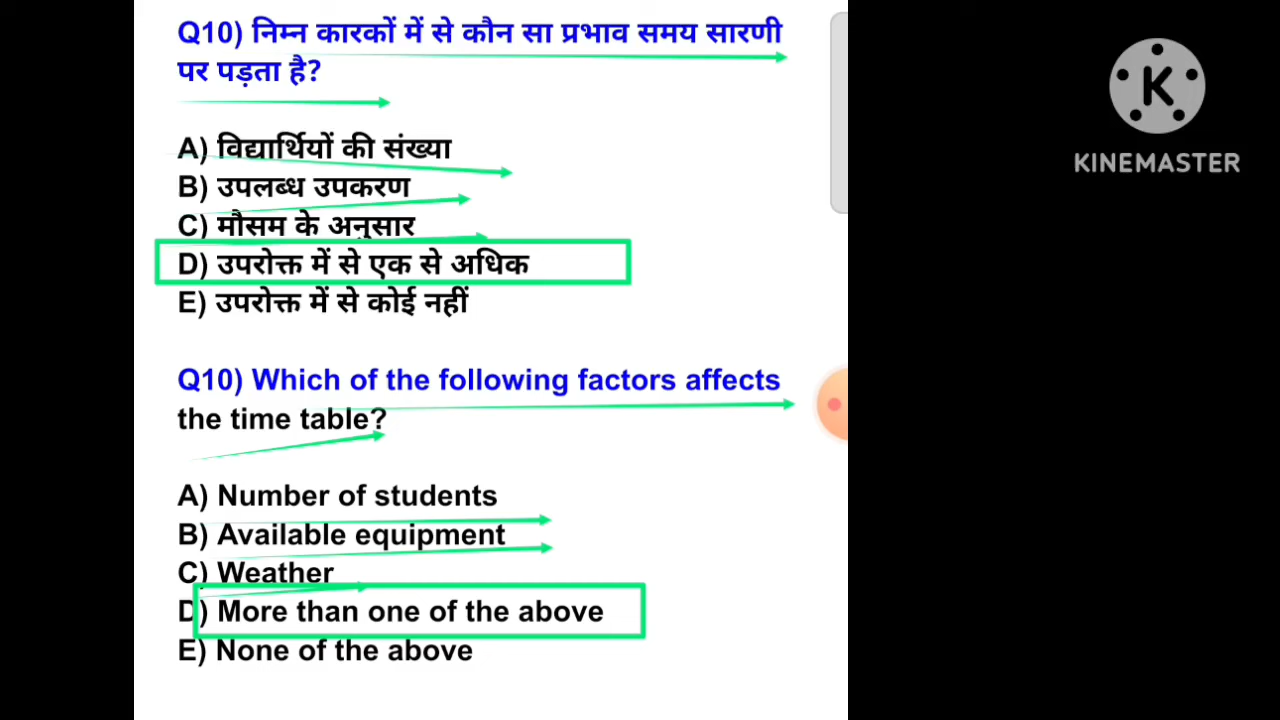 Q10) निम्न कारकों में से कौन सा प्रभाव समय सारणी
पर पड़ता है?
A) विद्यार्थियों की संख्या
B) उपलब्ध उपकरण
C) मौसम के अनुसार
D) उपरोक्त में से एक से अधिक
E) उपरोक्त में से कोई नहीं
Q10) Which of the following factors affects
the time table?
A) Number of students
B) Available equipment
C) Weather
D) More than one of the above
E) None of the above
K
KINEMASTER